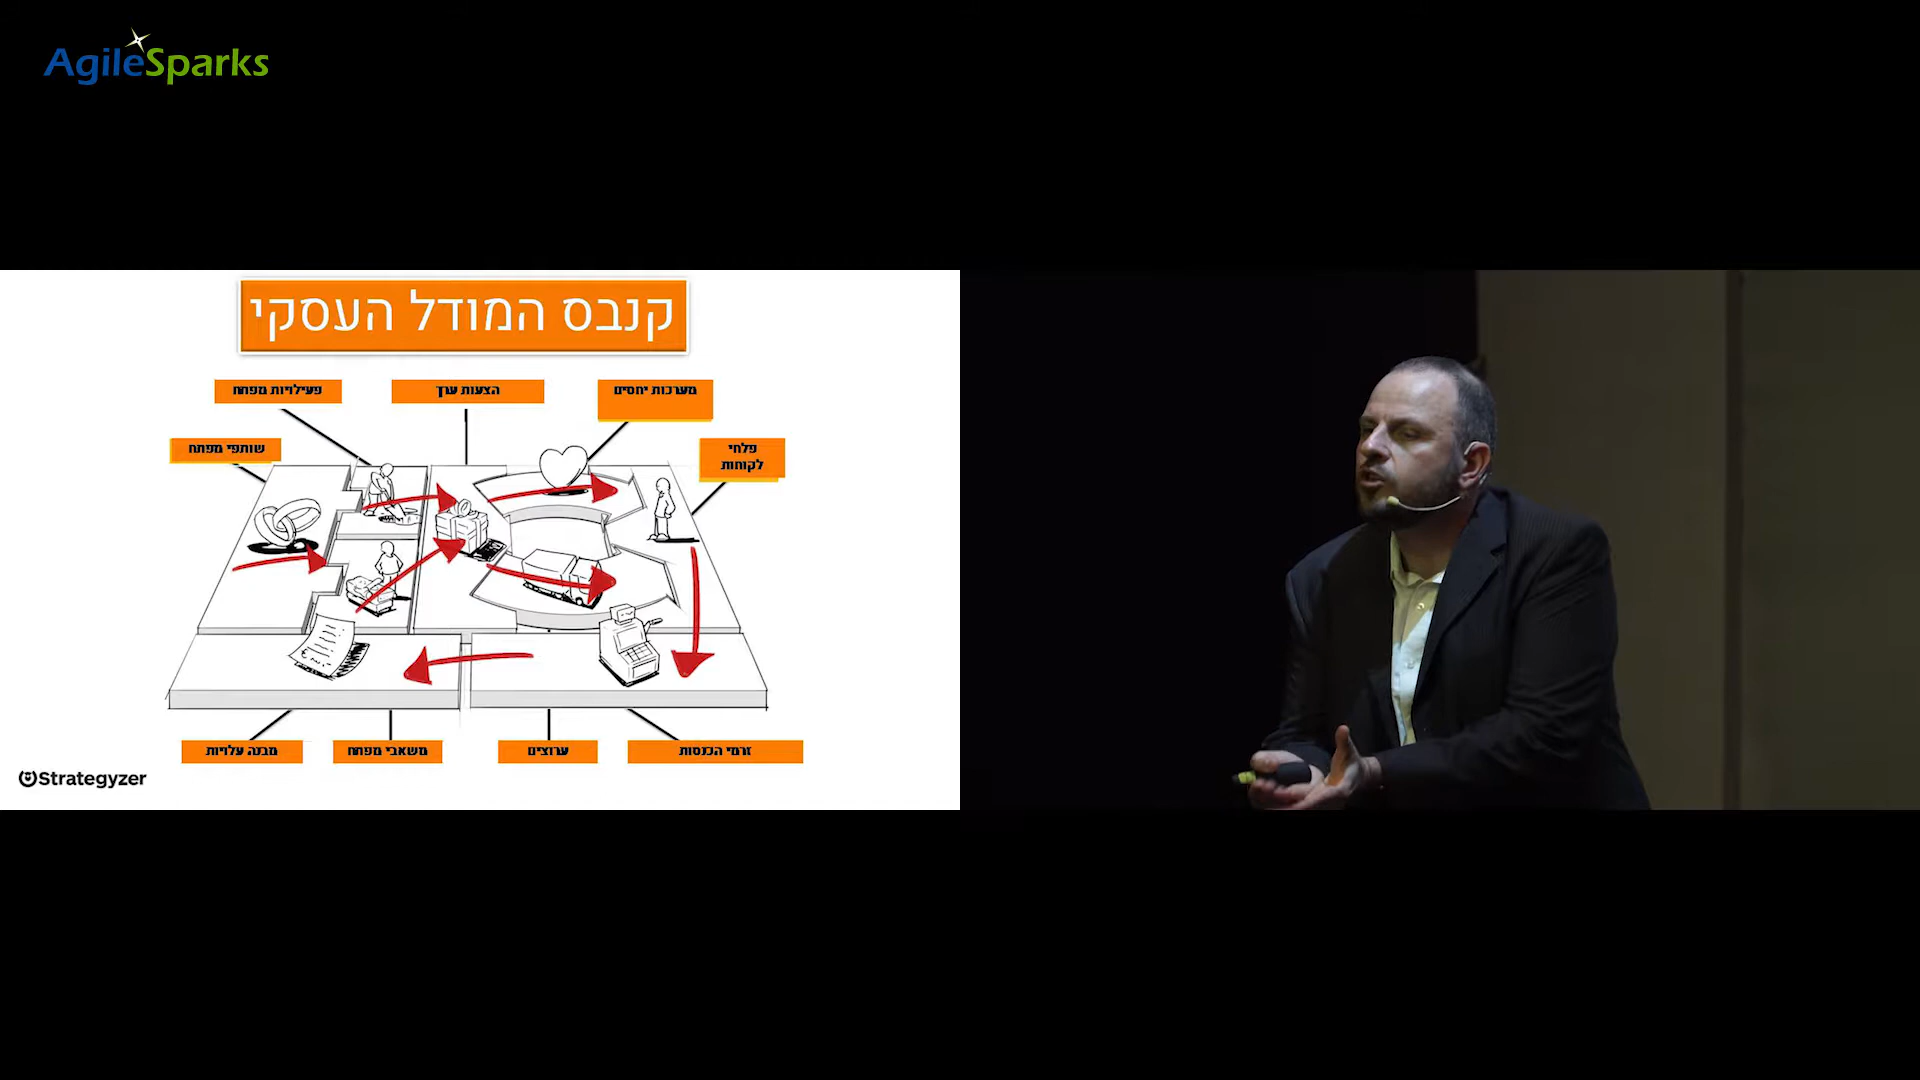 AgileSparks
קנבס המודל העסקי
מערכות יחסים
הצעות ערך
פעילויות מפתח
פלחי
לקוחות
שותפי מפתח
זרמי הכנסות
ערוצים
משאבי מפתח
מבנה עלויות
Strategyzer